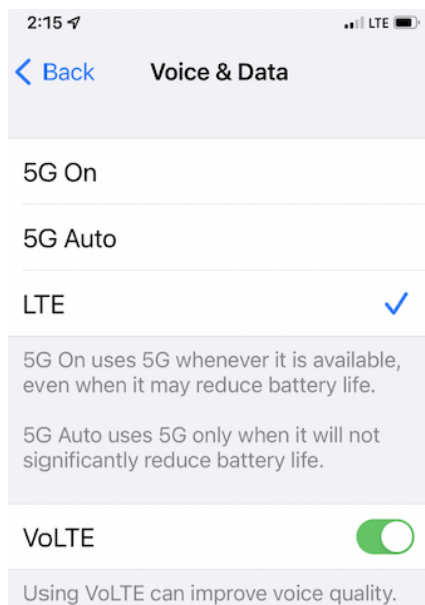 2:15 LTE
Back Voice & Data
5G On
5G Auto
LTE
5G On uses 5G whenever it is available,
even when it may reduce battery life.
5G Auto uses 5G only when it will not
significantly reduce battery life.
VoLTE
Using VoLTE can improve voice quality.